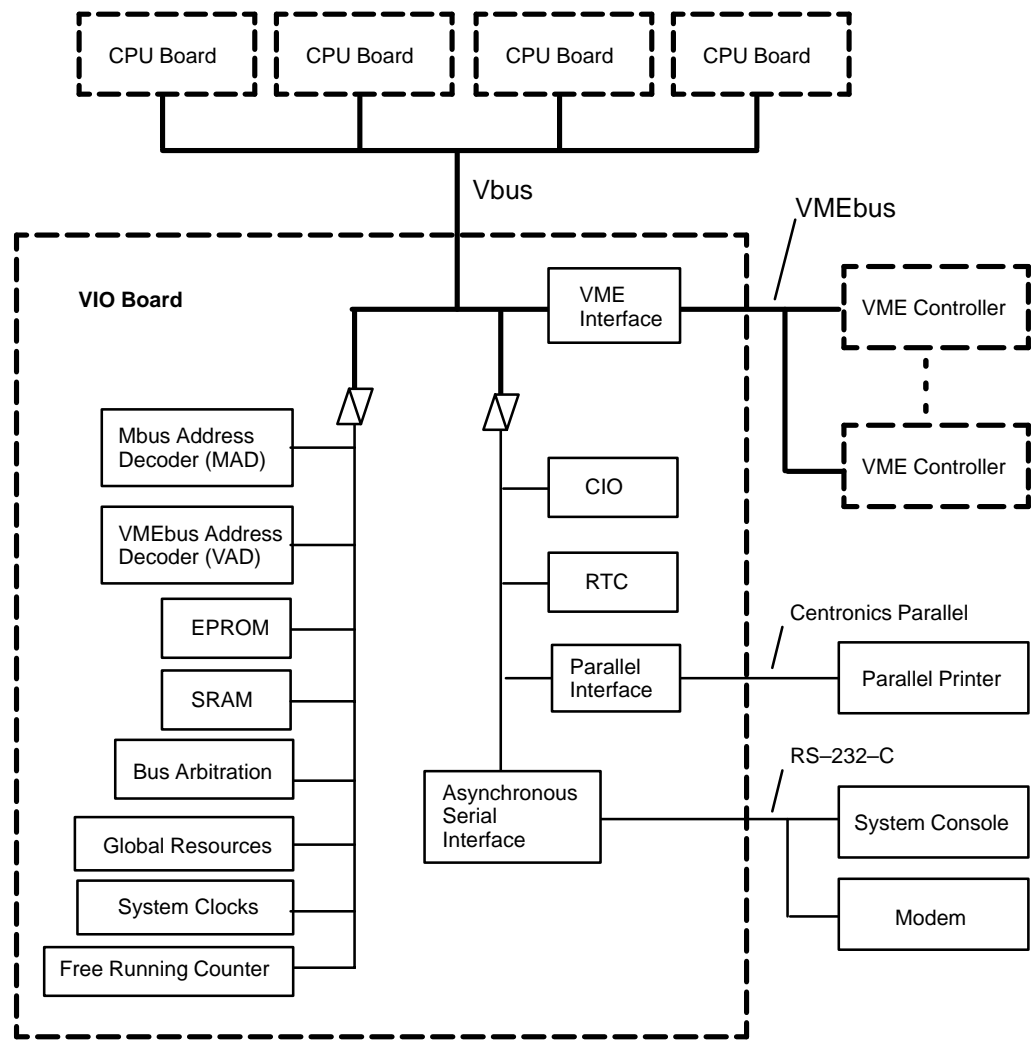 CPU Board
CPU Board
CPU Board
CPU Board
Vbus
VMEbus
VIO Board
VME
Interface
VME Controller
Mbus Address
Decoder (MAD)
VME Controller
CIO
VMEbus Address
Decoder (VAD)
RTC
Centronics Parallel
EPROM
Parallel
Interface
Parallel Printer
SRAM
RS–232–C
Bus Arbitration
Asynchronous
Serial
Interface
System Console
Global Resources
System Clocks
Modem
Free Running Counter